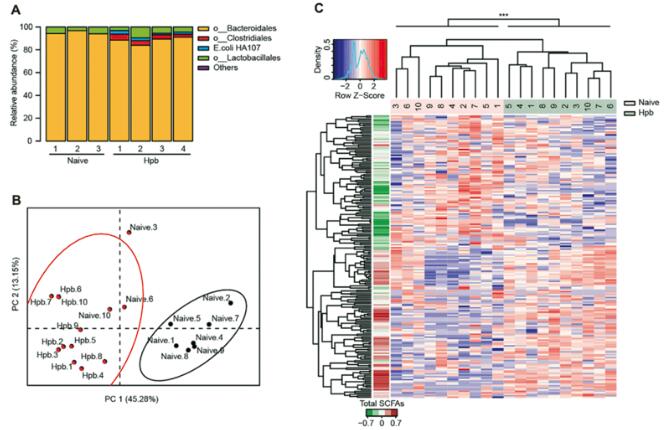 A
Relative abundance (%)
100
80
60
40
20
0
1 2 3 1 2 3 4
Naive Hpb
o__Bacteroidales
o__Clostridiales
E.coli HA107
o__Lactobacillales
Others
B
PC 2 (13.15%)
PC 1 (45.28%)
Naive.3
Hpb.6
Hpb.7
Hpb.10
Naive.6
Naive.10
Naive.2
Naive.5
Naive.7
Hpb.9
Hpb.2
Hpb.5
Naive.1
Naive.4
Hpb.3
Naive.8
Naive.9
Hpb.1
Hpb.8
Hpb.4
C
***
Density
-2 0 2
Row Z-Score
3 6 10 9 8 4 2 7 5 1 5 4 1 8 9 2 3 10 7 6
Naive
Hpb
Total SCFAs
-0.7 0 0.7